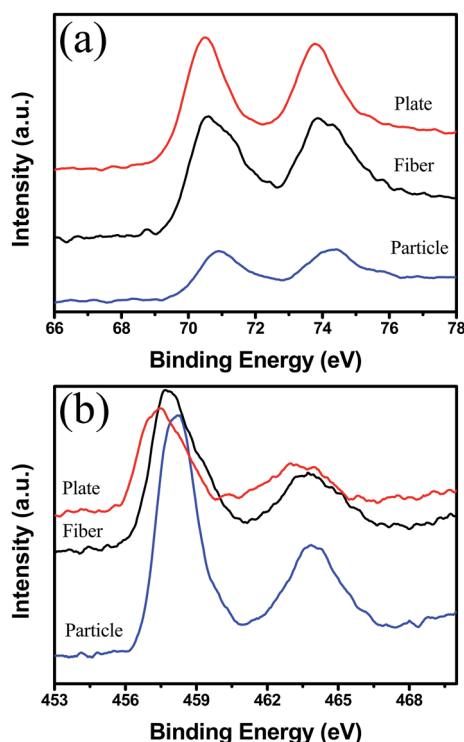 (a)
Plate
Fiber
Particle
Intensity (a.u.)
66 68 70 72 74 76 78
Binding Energy (eV)
(b)
Plate
Fiber
Particle
Intensity (a.u.)
453 456 459 462 465 468
Binding Energy (eV)